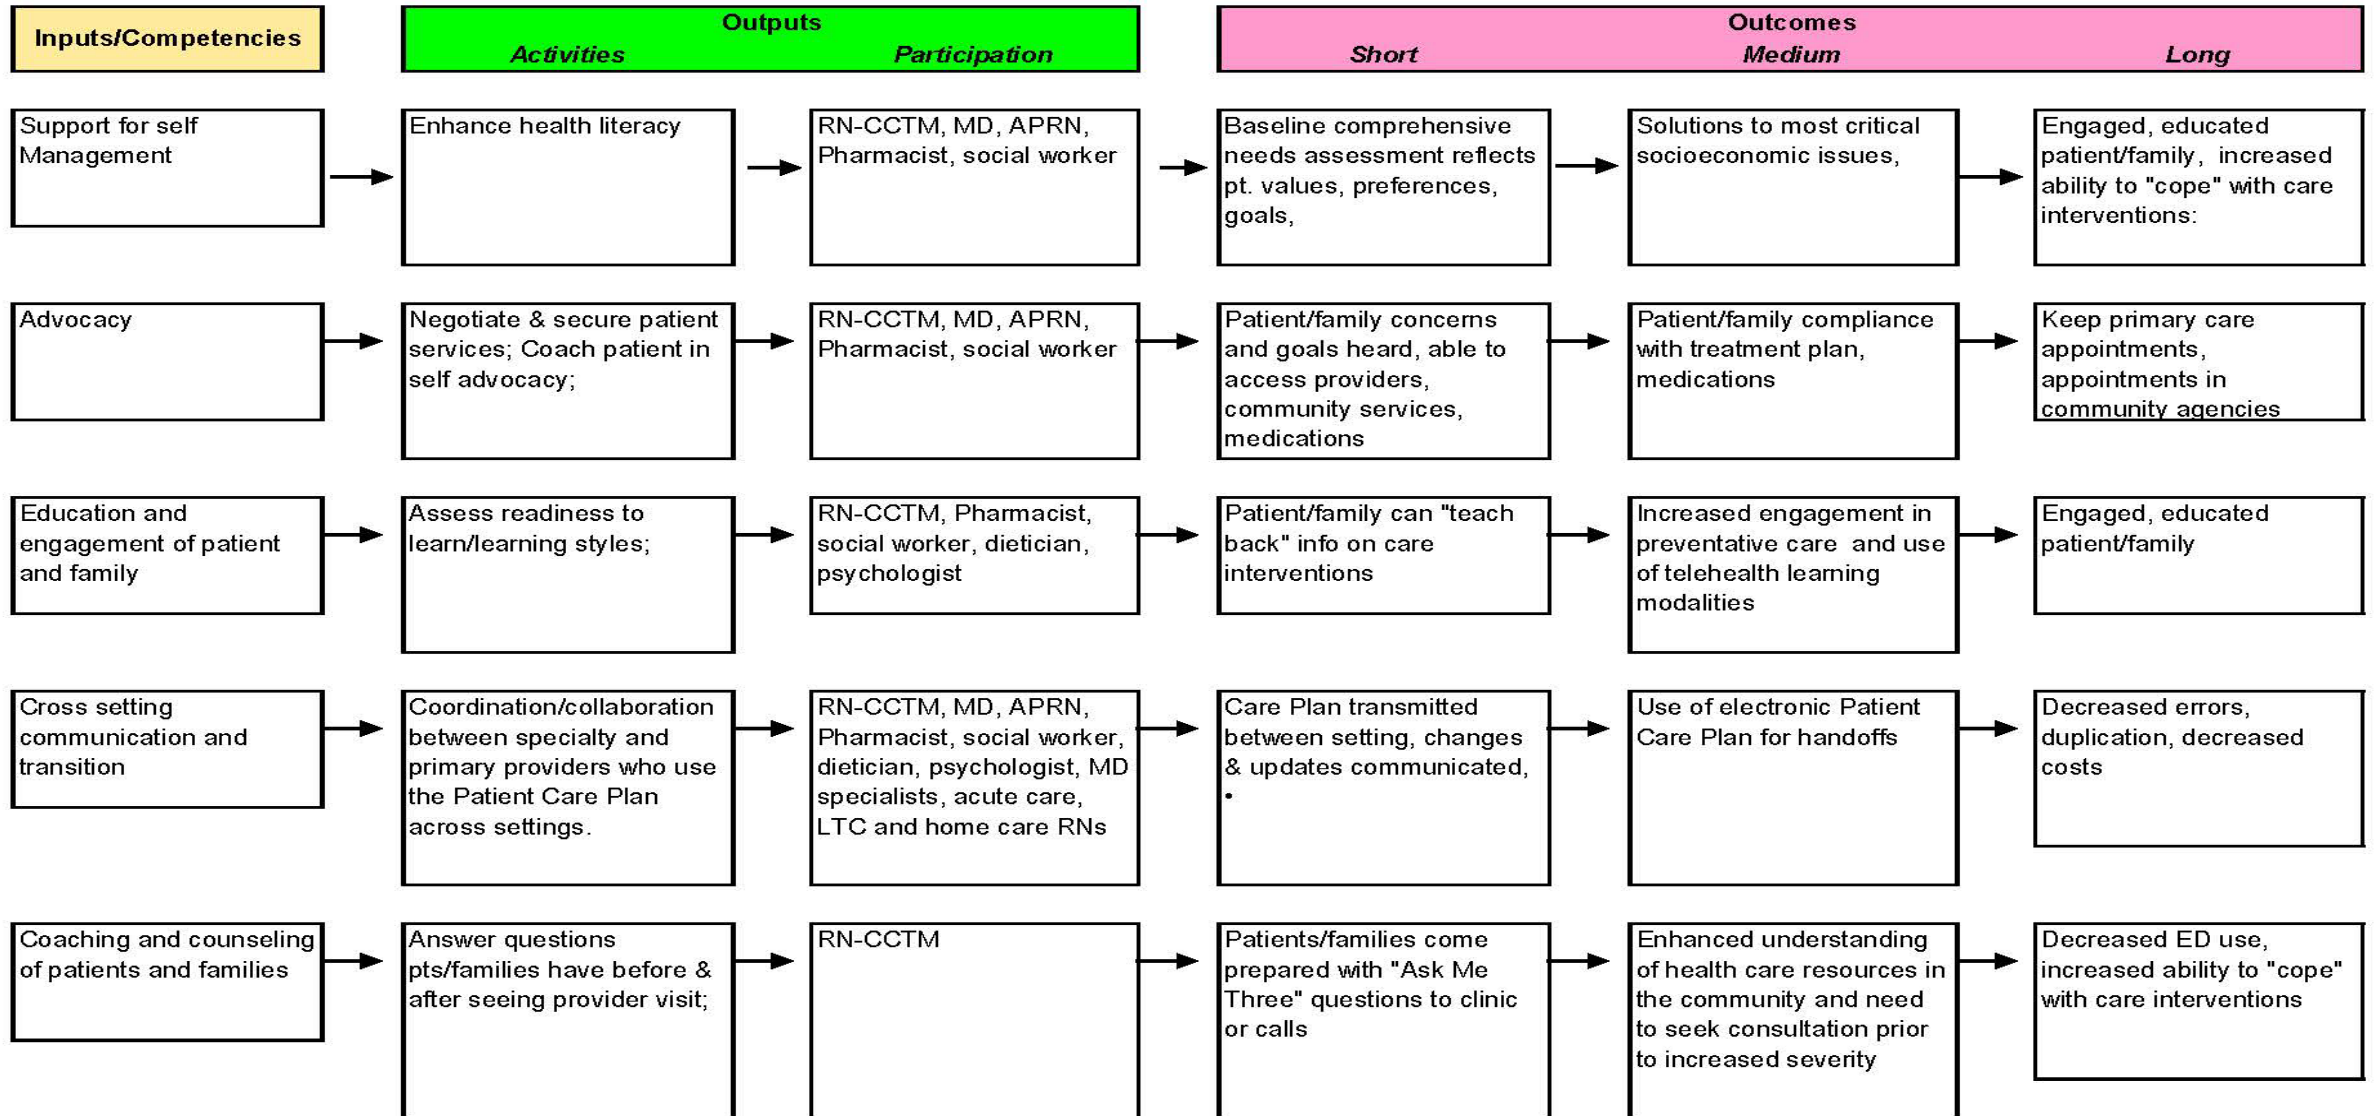 Inputs/Competencies
Outputs
Activities
Participation
Outcomes
Short
Medium
Long
Support for self
Management
Enhance health literacy
RN-CCTM, MD, APRN,
Pharmacist, social worker
Baseline comprehensive
needs assessment reflects
pt. values, preferences,
goals,
Solutions to most critical
socioeconomic issues,
Engaged, educated
patient/family, increased
ability to "cope" with care
interventions:
Advocacy
Negotiate & secure patient
services; Coach patient in
self advocacy;
RN-CCTM, MD, APRN,
Pharmacist, social worker
Patient/family concerns
and goals heard, able to
access providers,
community services,
medications
Patient/family compliance
with treatment plan,
medications
Keep primary care
appointments,
appointments in
community agencies
Education and
engagement of patient
and family
Assess readiness to
learn/learning styles;
RN-CCTM, Pharmacist,
social worker, dietician,
psychologist
Patient/family can "teach
back" info on care
interventions
Increased engagement in
preventative care and use
of telehealth learning
modalities
Engaged, educated
patient/family
Cross setting
communication and
transition
Coordination/collaboration
between specialty and
primary providers who use
the Patient Care Plan
across settings.
RN-CCTM, MD, APRN,
Pharmacist, social worker,
dietician, psychologist, MD
specialists, acute care,
LTC and home care RNs
Care Plan transmitted
between setting, changes
& updates communicated,
•
Use of electronic Patient
Care Plan for handoffs
Decreased errors,
duplication, decreased
costs
Coaching and counseling
of patients and families
Answer questions
pts/families have before &
after seeing provider visit;
RN-CCTM
Patients/families come
prepared with "Ask Me
Three" questions to clinic
or calls
Enhanced understanding
of health care resources in
the community and need
to seek consultation prior
to increased severity
Decreased ED use,
increased ability to "cope"
with care interventions